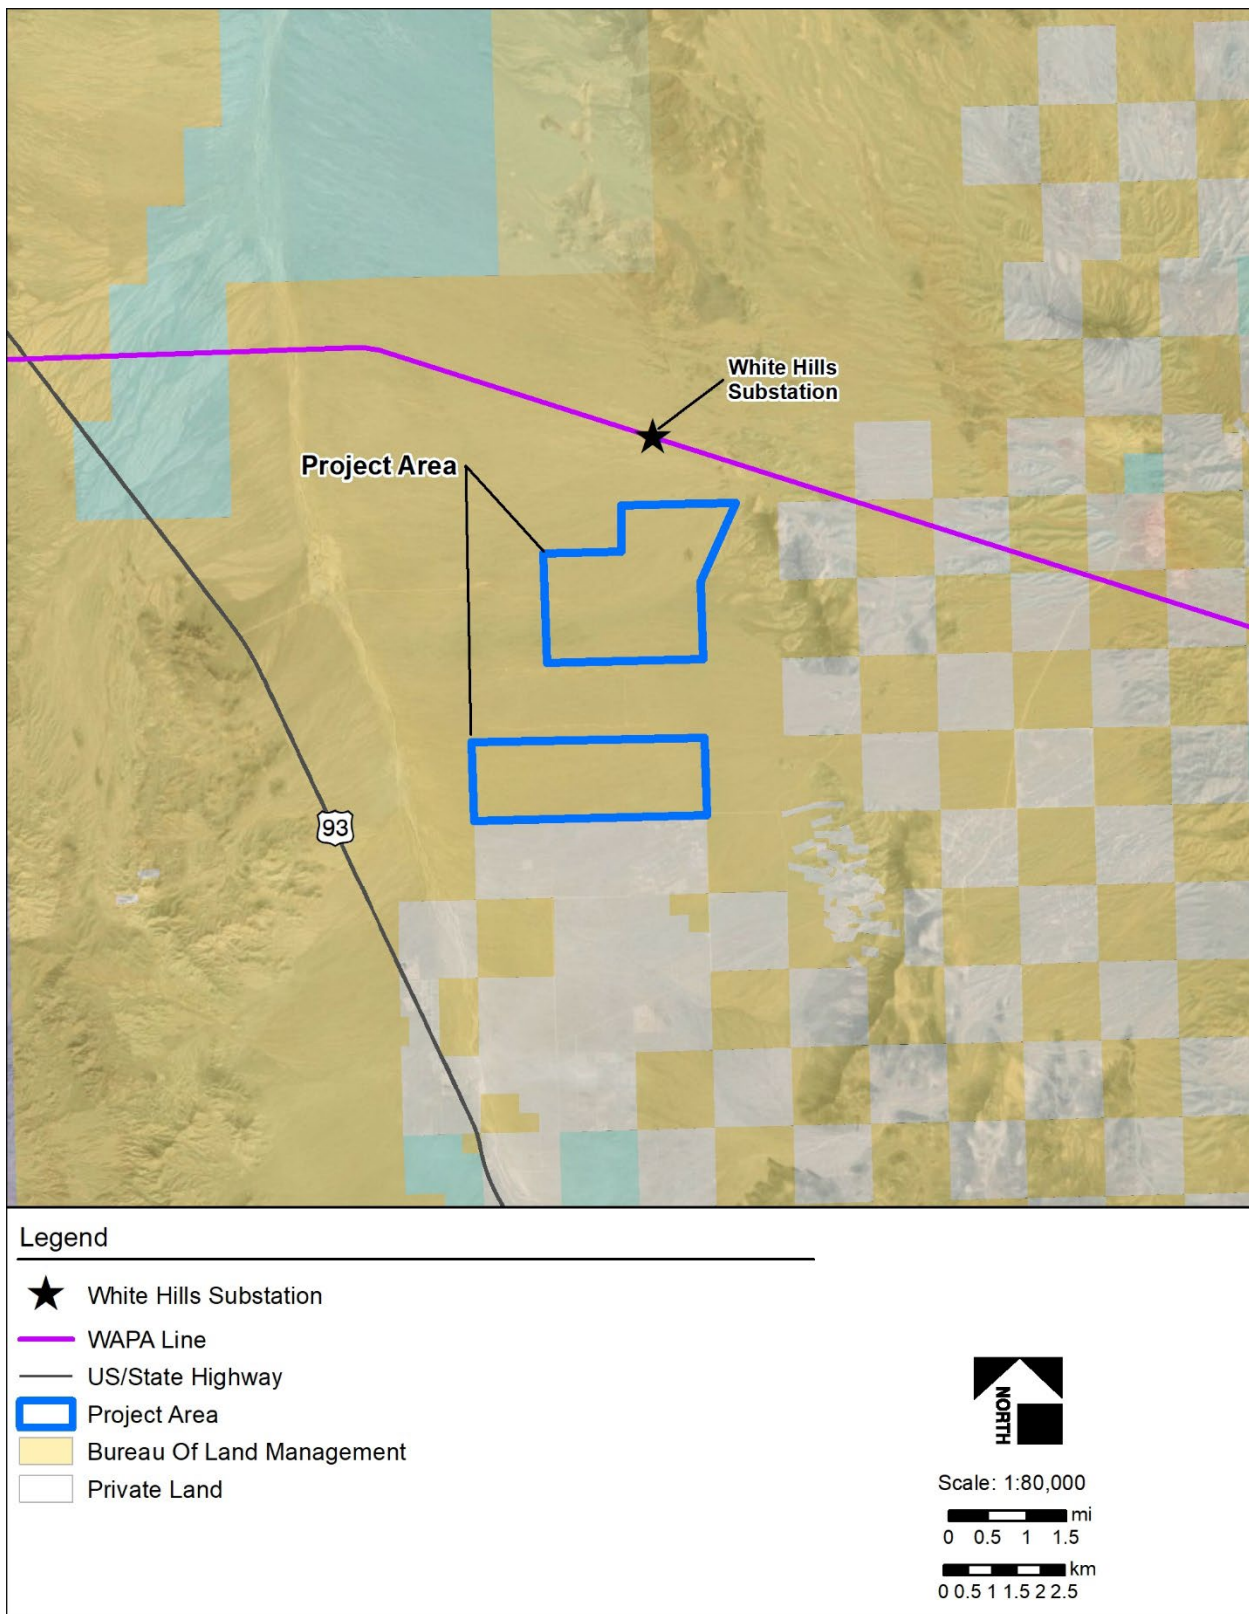 White Hills
Substation
Project Area
93
Legend
White Hills Substation
WAPA Line
US/State Highway
Project Area
Bureau Of Land Management
Private Land
NORTH
Scale: 1:80,000
mi
0 0.5 1 1.5
km
0 0.5 1 1.5 2 2.5